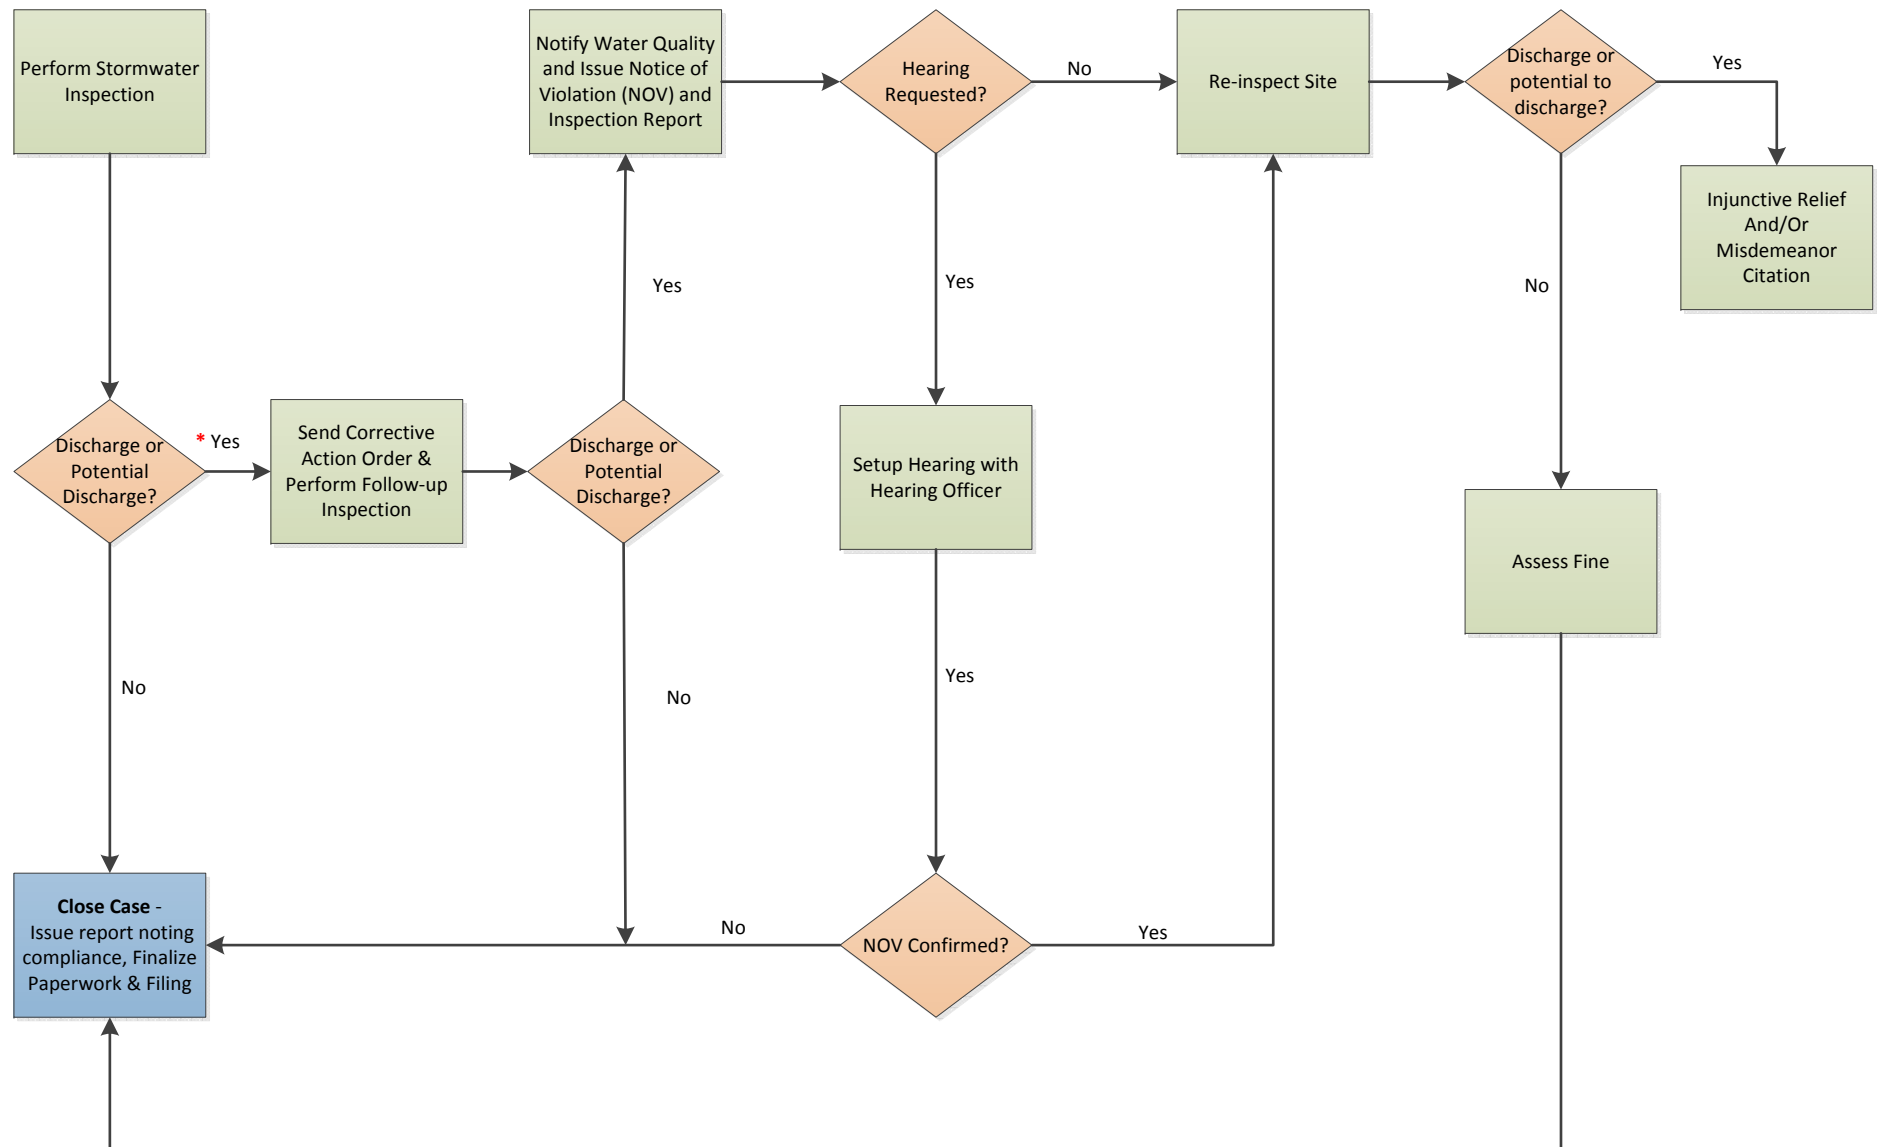 Perform Stormwater
Inspection
Notify Water Quality
and Issue Notice of
Violation (NOV) and
Inspection Report
Hearing
Requested?
No
Re-inspect Site
Discharge or
potential to
discharge?
Yes
Injunctive Relief
And/Or
Misdemeanor
Citation
Yes
Yes
No
Discharge or
Potential
Discharge?
* Yes
Send Corrective
Action Order &
Perform Follow-up
Inspection
Discharge or
Potential
Discharge?
Setup Hearing with
Hearing Officer
Assess Fine
No
No
Yes
Close Case -
Issue report noting
compliance, Finalize
Paperwork & Filing
No
NOV Confirmed?
Yes